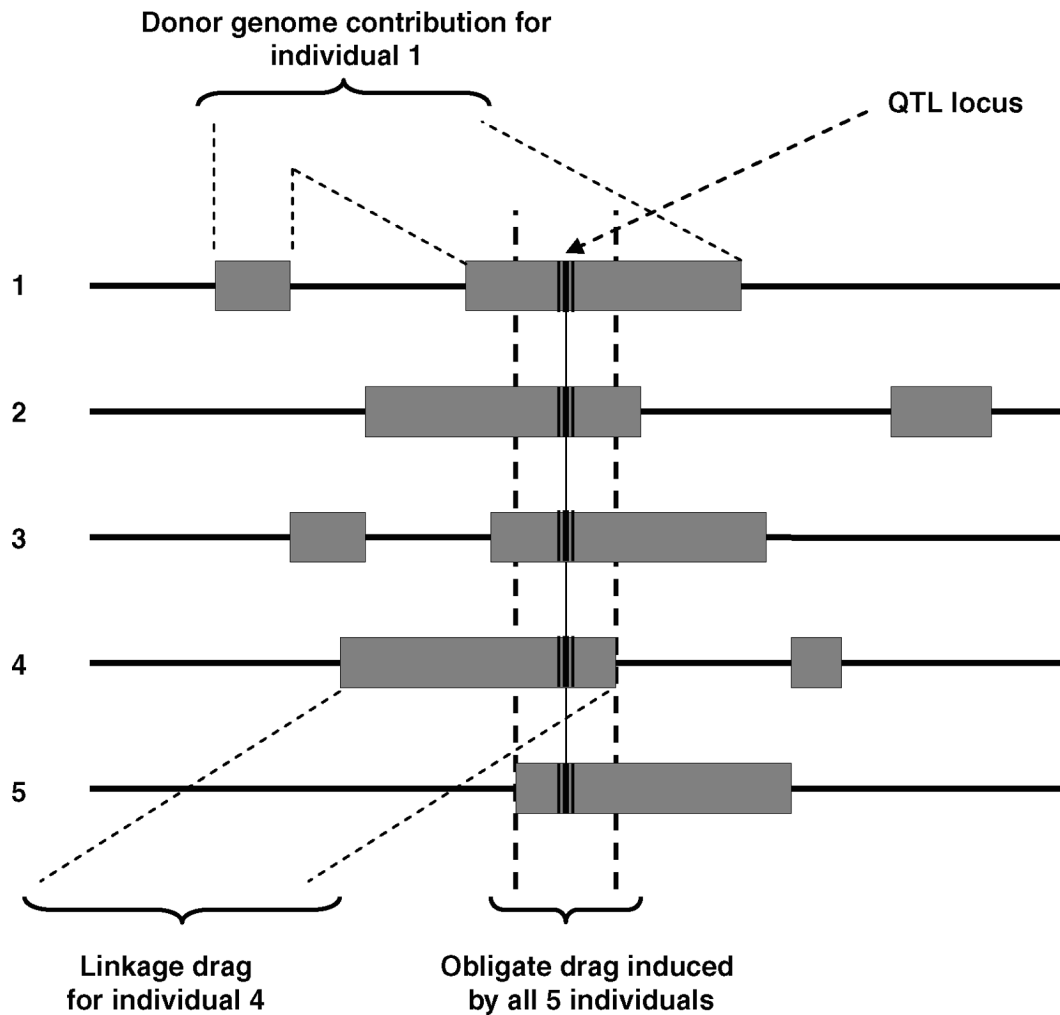 Donor genome contribution for
individual 1
QTL locus
1
2
3
4
5
Linkage drag
for individual 4
Obligate drag induced
by all 5 individuals